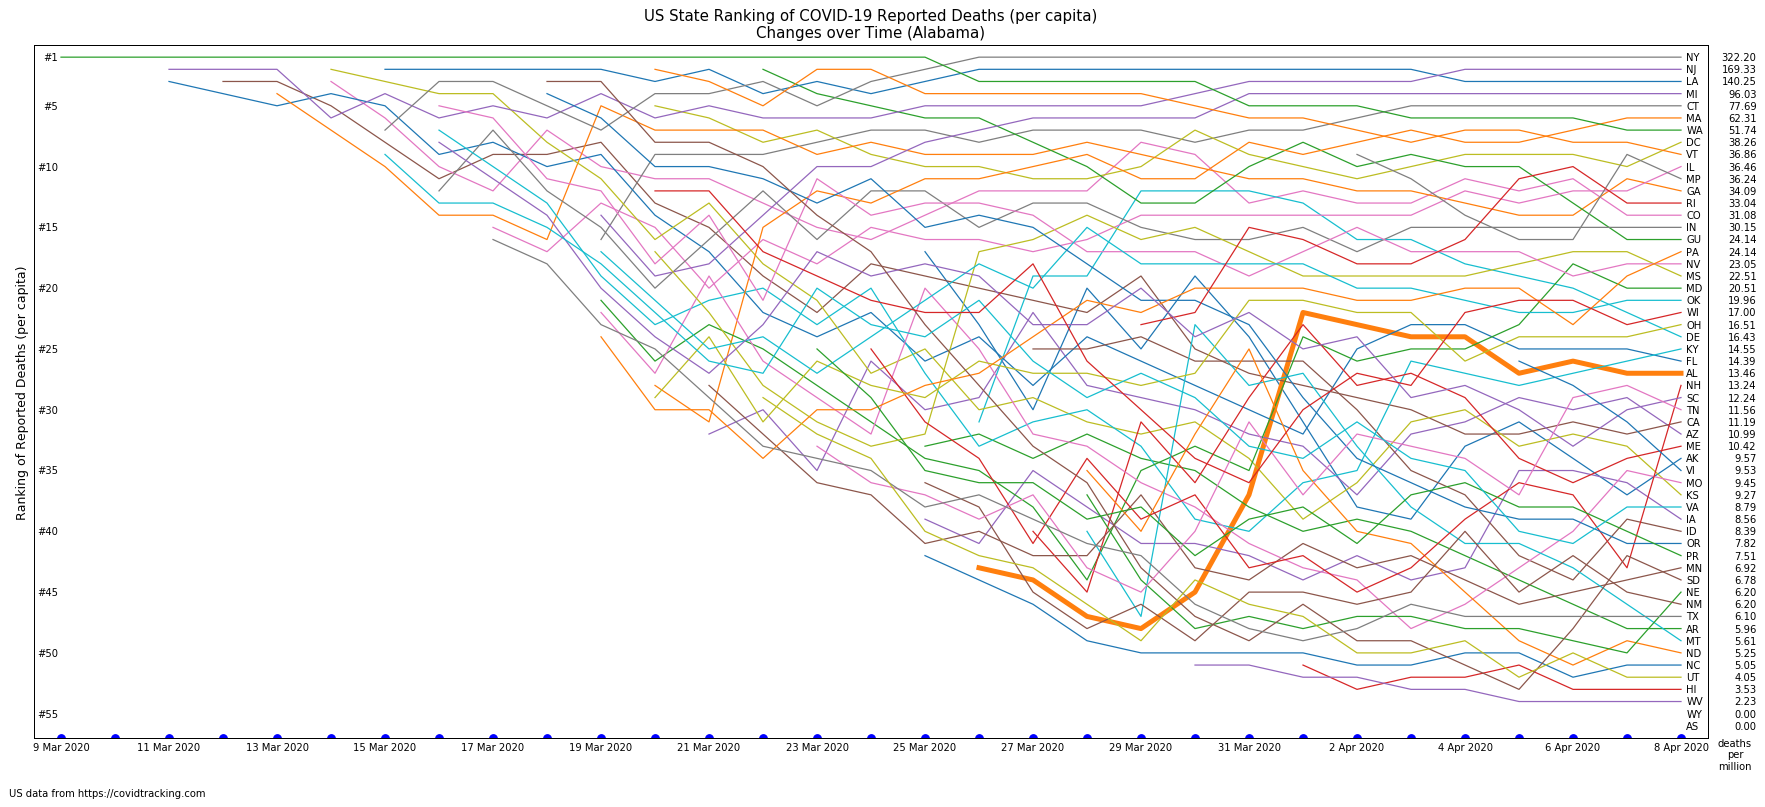 US State Ranking of COVID-19 Reported Deaths (per capita)
Changes over Time (Alabama)
Ranking of Reported Deaths (per capita)
#1
#5
#10
#15
#20
#25
#30
#35
#40
#45
#50
#55
NY 322.20
NJ 169.33
LA 140.25
MI 96.03
CT 77.69
MA 62.31
WA 51.74
DC 38.26
VT 36.86
IL 36.46
MP 36.24
GA 34.09
RI 33.04
CO 31.08
IN 30.15
GU 24.14
PA 24.14
NV 23.05
MS 22.51
MD 20.51
OK 19.96
WI 17.00
OH 16.51
DE 16.43
KY 14.55
FL 14.39
AL 13.46
NH 13.24
SC 12.24
TN 11.56
CA 11.19
AZ 10.99
ME 10.42
AK 9.57
VI 9.53
MO 9.45
KS 9.27
VA 8.79
IA 8.56
ID 8.39
OR 7.82
PR 7.51
MN 6.92
SD 6.78
NE 6.20
NM 6.20
TX 6.10
AR 5.96
MT 5.61
ND 5.25
NC 5.05
UT 4.05
HI 3.53
WV 2.23
WY 0.00
AS 0.00
9 Mar 2020 11 Mar 2020 13 Mar 2020 15 Mar 2020 17 Mar 2020 19 Mar 2020 21 Mar 2020 23 Mar 2020 25 Mar 2020 27 Mar 2020 29 Mar 2020 31 Mar 2020 2 Apr 2020 4 Apr 2020 6 Apr 2020 8 Apr 2020
deaths
per
million
US data from https://covidtracking.com